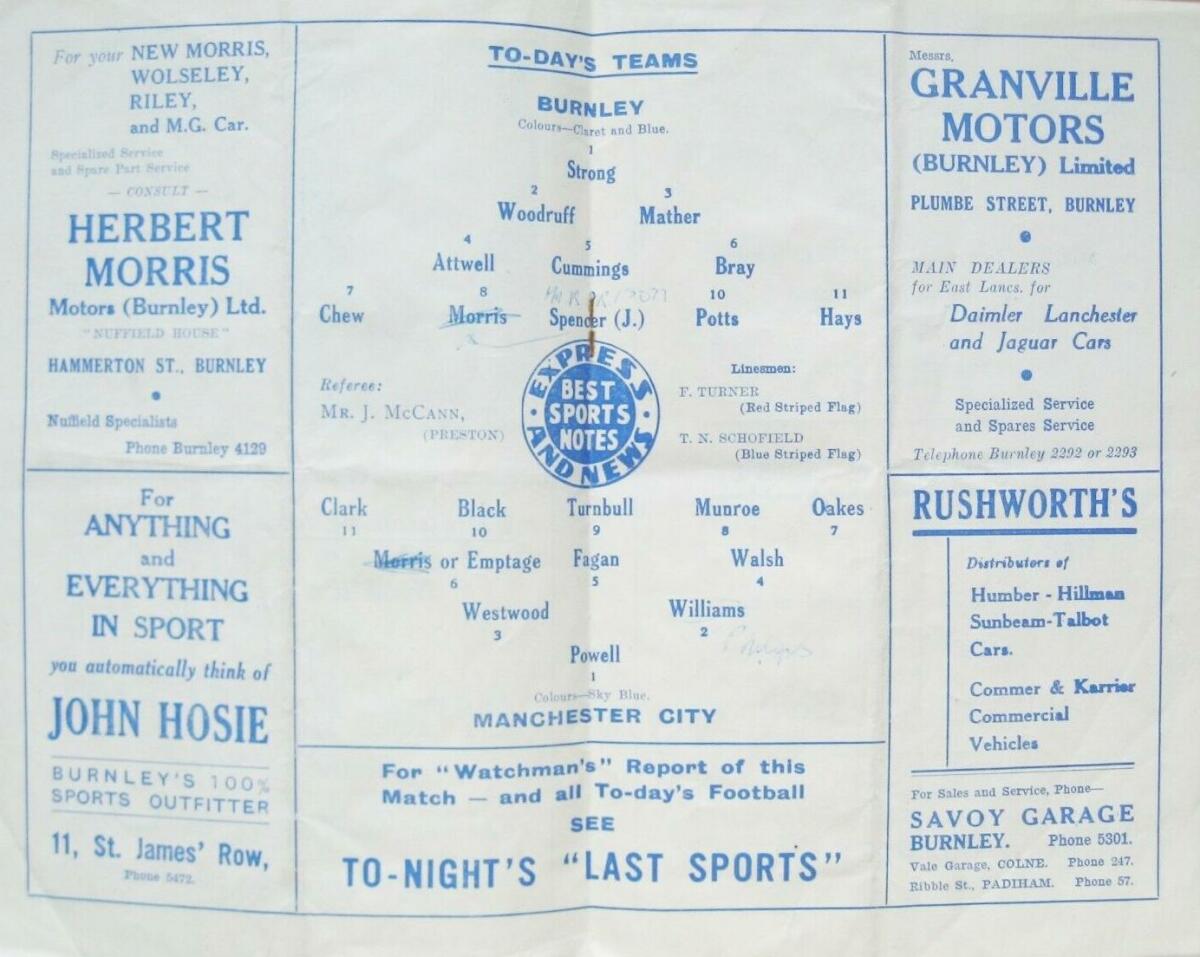 For your NEW MORRIS,
WOLSELEY,
RILEY,
and M.G. Car.
Specialized Service
and Spare Part Service
— CONSULT —
HERBERT
MORRIS
Motors (Burnley) Ltd.
"NUFFIELD HOUSE"
HAMMERTON ST., BURNLEY
Nuffield Specialists
Phone Burnley 4129
For
ANYTHING
and
EVERYTHING
IN SPORT
you automatically think of
JOHN HOSIE
BURNLEY'S 100%
SPORTS OUTFITTER
11, St. James' Row,
Phone 5472.
TO-DAY'S TEAMS
BURNLEY
Colours—Claret and Blue.
1
Strong
2 3
Woodruff Mather
4 5 6
Attwell Cummings Bray
7 8 10 11
Chew Morris Spencer (J.) Potts Hays
Referee:
MR. J. MCCANN,
(PRESTON)
EXPRESS
BEST
SPORTS
NOTES
AND NEWS
Linesmen:
F. TURNER
(Red Striped Flag)
T. N. SCHOFIELD
(Blue Striped Flag)
Clark Black Turnbull Munroe Oakes
11 10 9 8 7
Morris or Emptage Fagan Walsh
6 5 4
Westwood Williams
3 2
Powell
1
Colours—Sky Blue.
MANCHESTER CITY
For "Watchman's" Report of this
Match — and all To-day's Football
SEE
TO-NIGHT'S "LAST SPORTS"
Messrs,
GRANVILLE
MOTORS
(BURNLEY) Limited
PLUMBE STREET, BURNLEY
MAIN DEALERS
for East Lancs. for
Daimler Lanchester
and Jaguar Cars
Specialized Service
and Spares Service
Telephone Burnley 2292 or 2293
RUSHWORTH'S
Distributors of
Humber - Hillman
Sunbeam-Talbot
Cars.
Commer & Karrier
Commercial
Vehicles
For Sales and Service, Phone—
SAVOY GARAGE
BURNLEY. Phone 5301.
Vale Garage, COLNE. Phone 247.
Ribble St., PADIHAM. Phone 57.